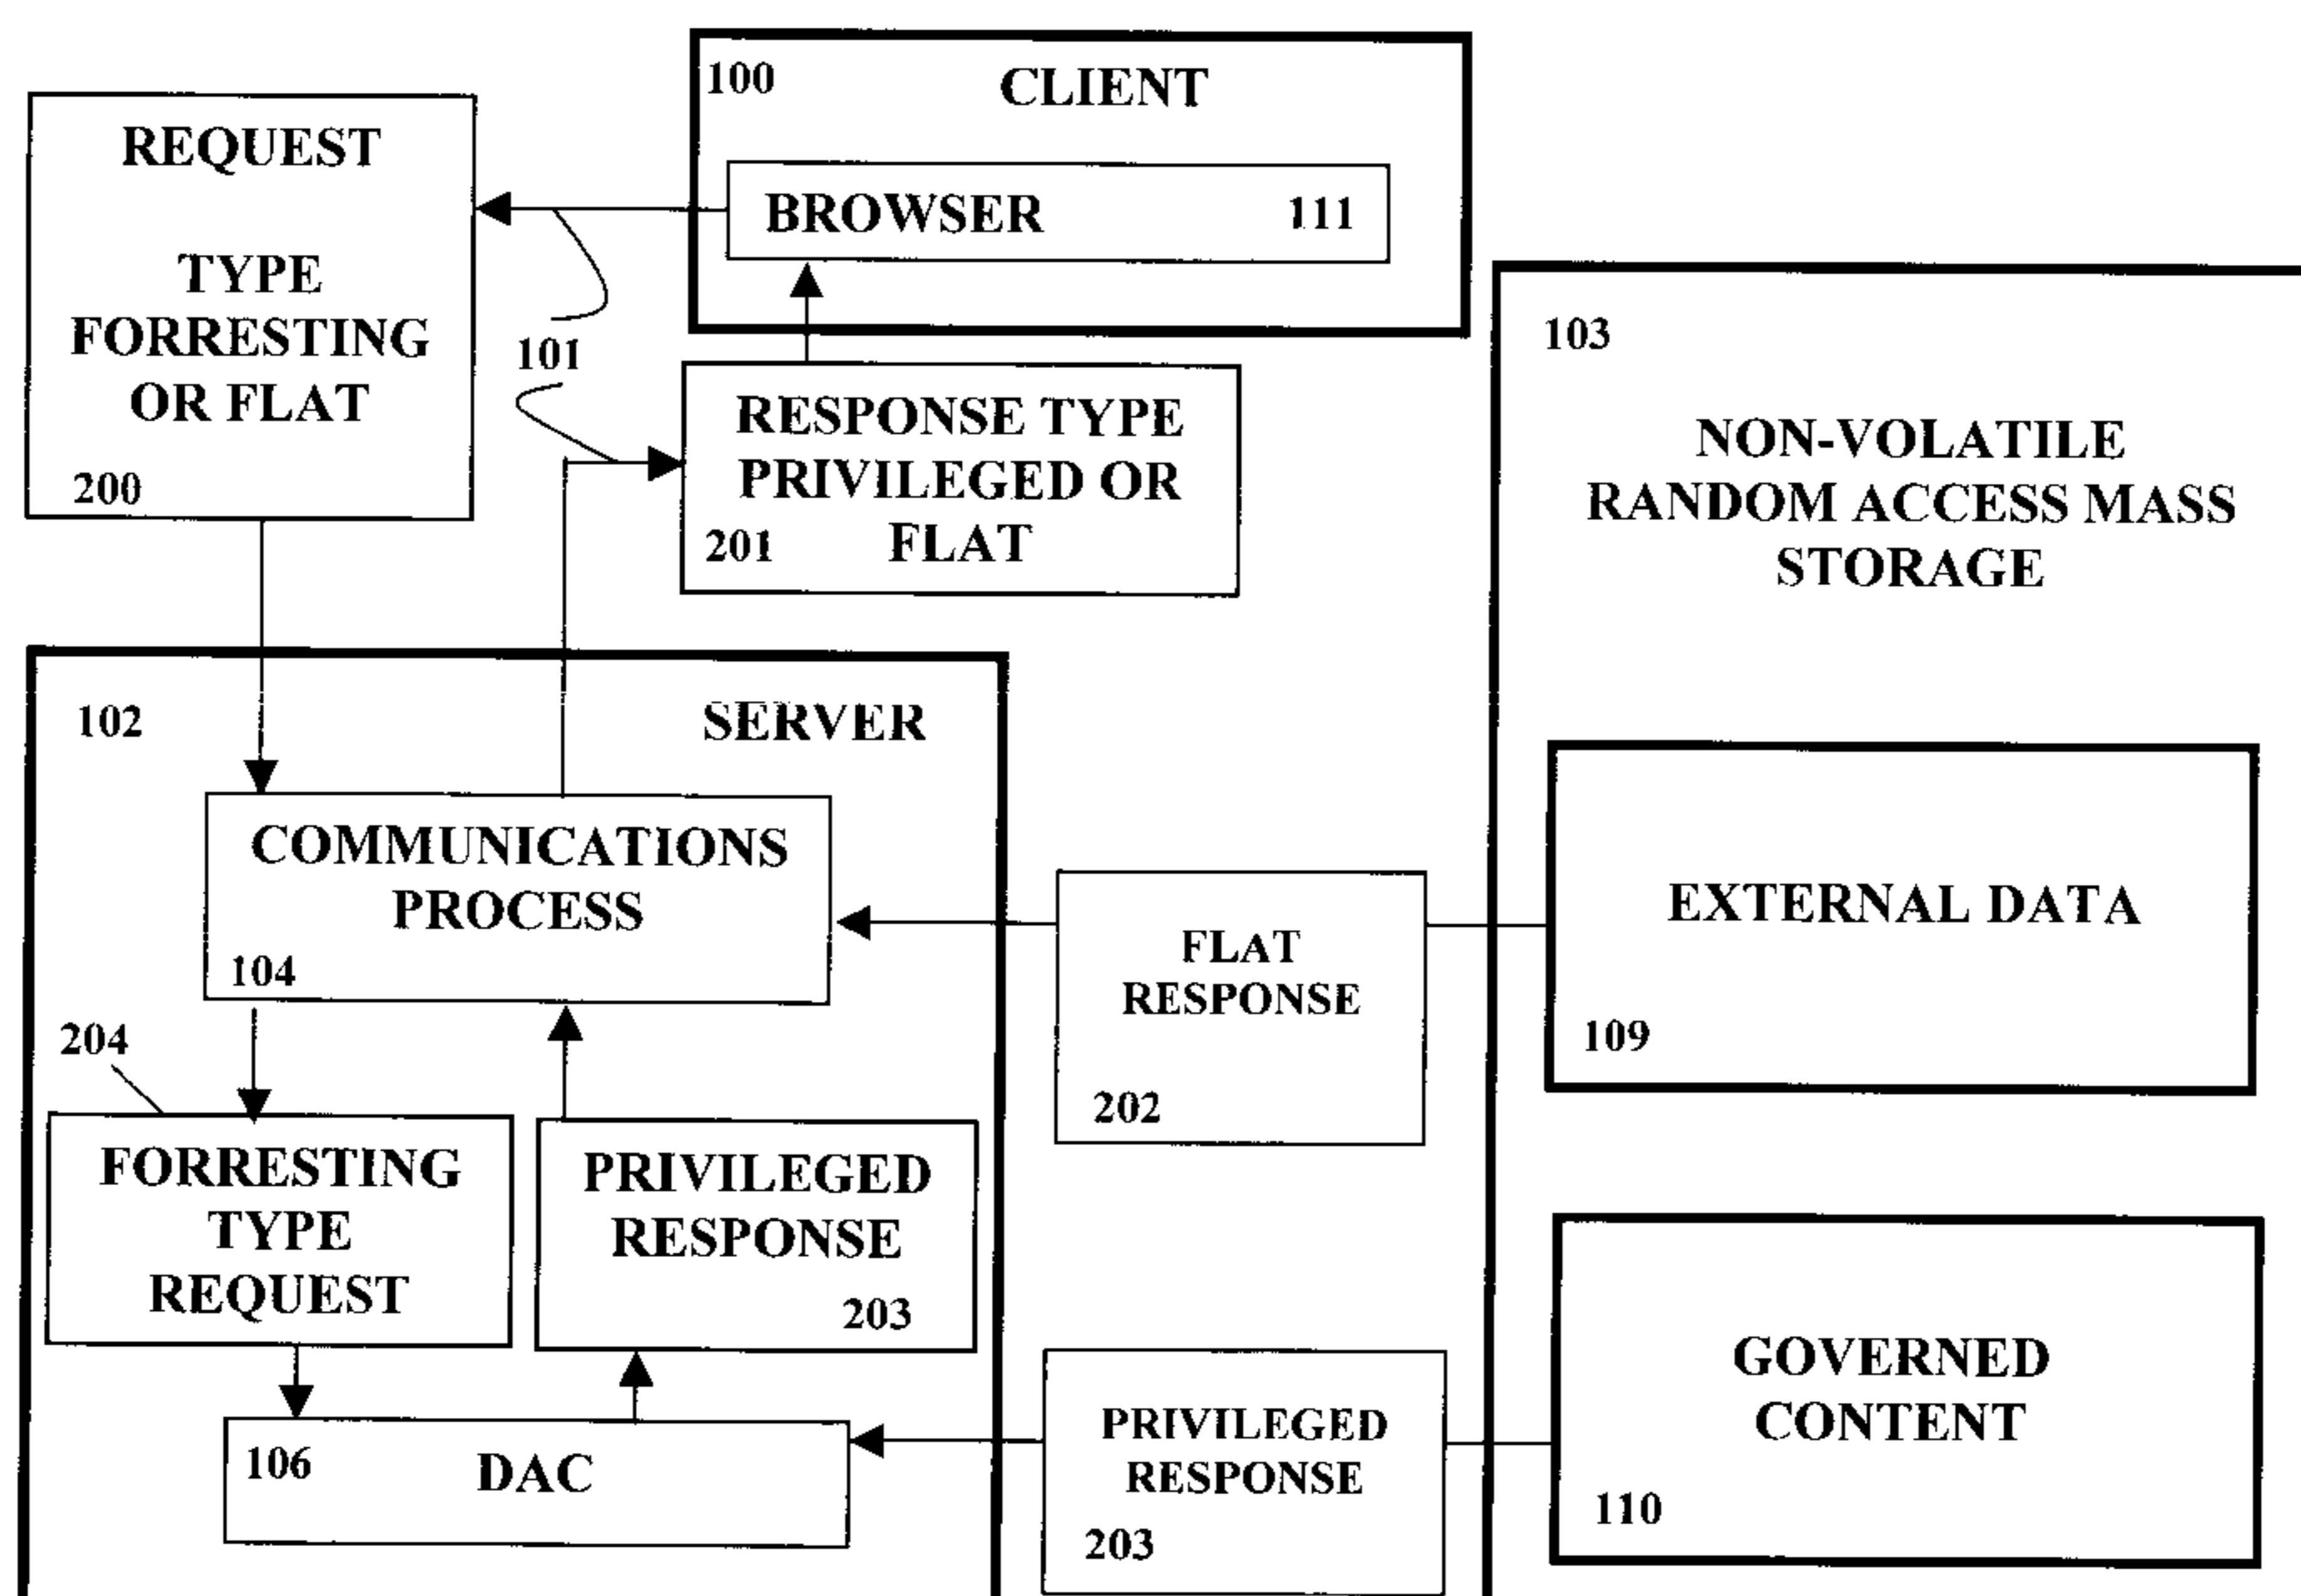 100
CLIENT
BROWSER 111
REQUEST
TYPE
FORRESTING
OR FLAT
200
101
RESPONSE TYPE
PRIVILEGED OR
FLAT
201
103
NON-VOLATILE
RANDOM ACCESS MASS
STORAGE
102
SERVER
COMMUNICATIONS
PROCESS
104
FLAT
RESPONSE
202
EXTERNAL DATA
109
204
FORRESTING
TYPE
REQUEST
PRIVILEGED
RESPONSE
203
106
DAC
PRIVILEGED
RESPONSE
203
GOVERNED
CONTENT
110